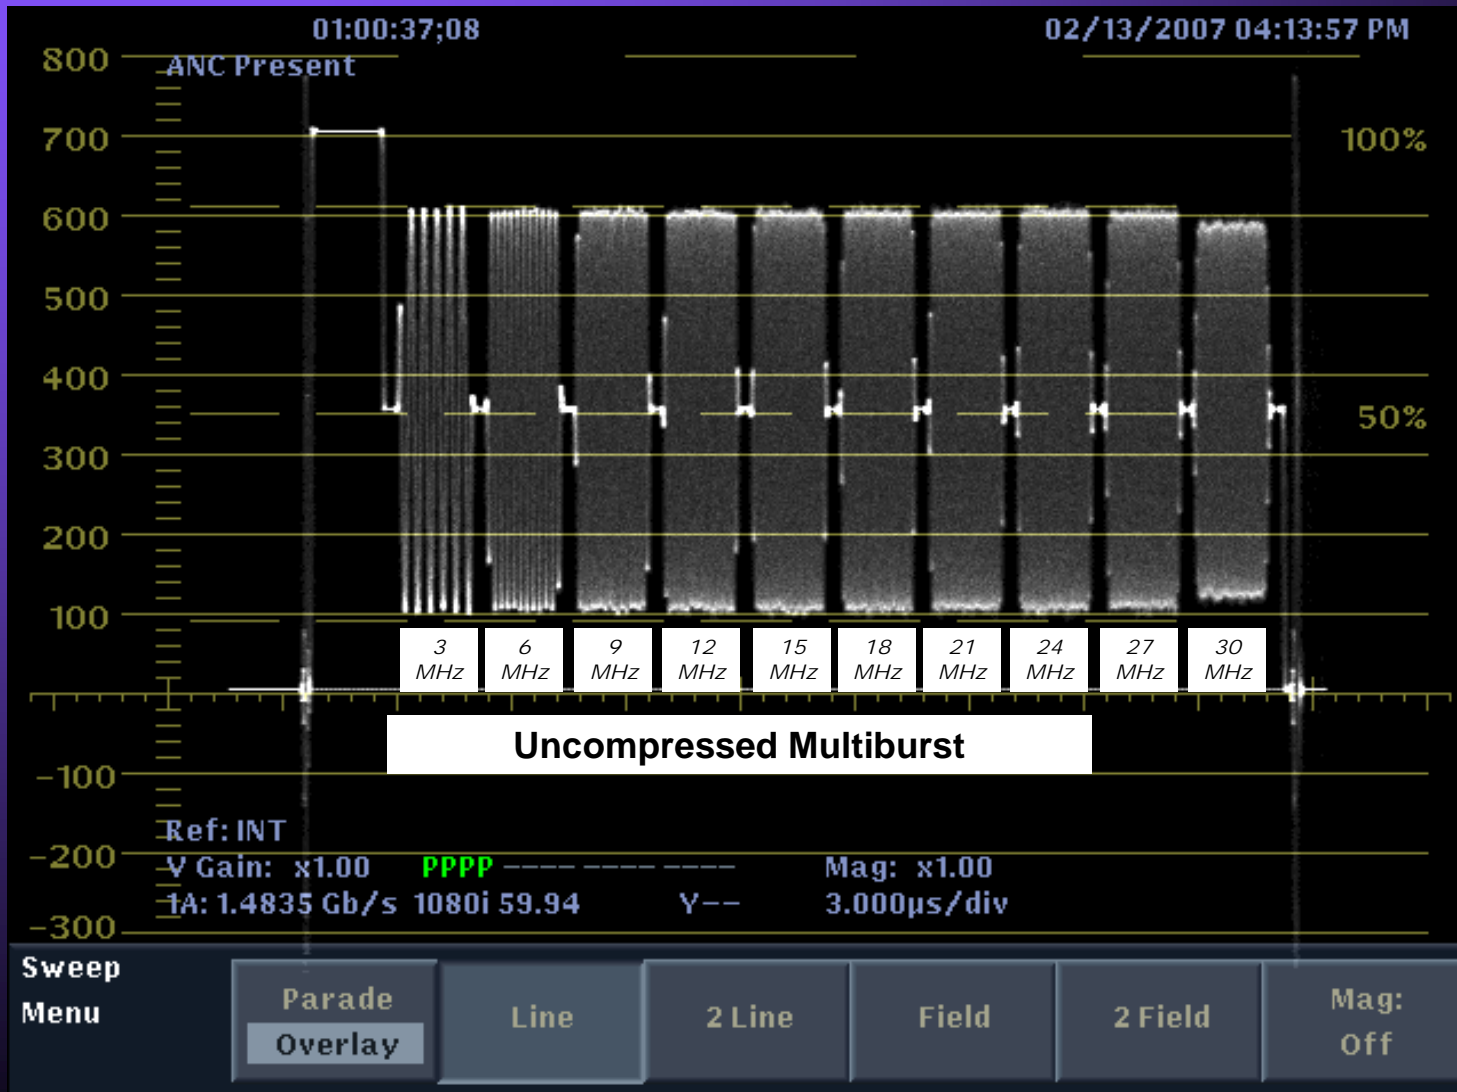 01:00:37;08
02/13/2007 04:13:57 PM
800
ANC Present
700
100%
600
500
400
50%
300
200
100
3 MHz
6 MHz
9 MHz
12 MHz
15 MHz
18 MHz
21 MHz
24 MHz
27 MHz
30 MHz
Uncompressed Multiburst
-100
Ref: INT
-200
V Gain: x1.00 PPPP ---- ---- ---- Mag: x1.00
1A: 1.4835 Gb/s 1080i 59.94 Y-- 3.000µs/div
-300
Sweep
Menu
Parade
Overlay
Line
2 Line
Field
2 Field
Mag:
Off